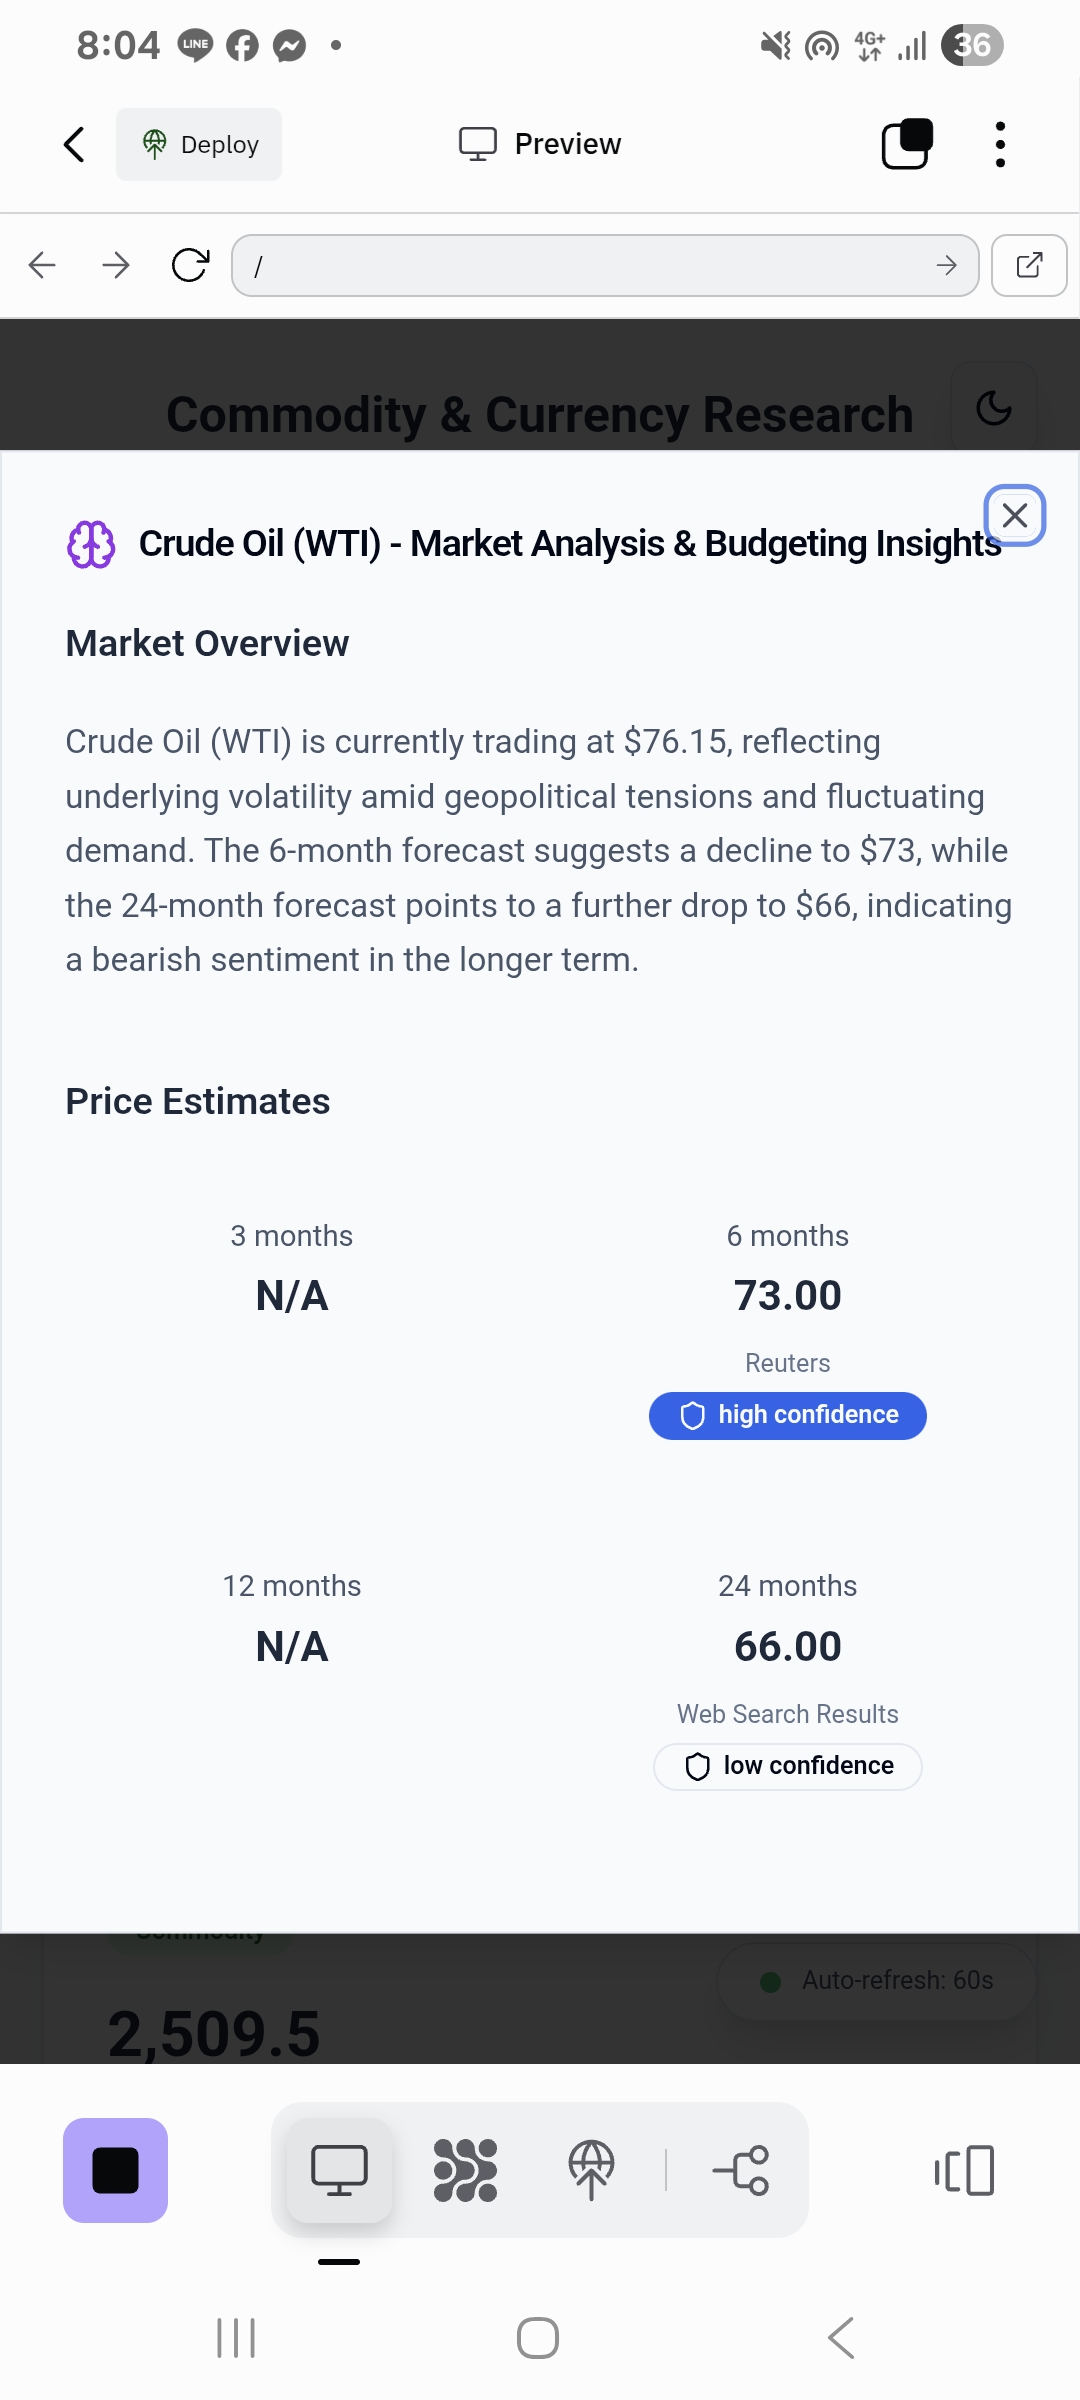 8:04
LINE
4G+
36
Deploy
Preview
/
Commodity & Currency Research
Crude Oil (WTI) - Market Analysis & Budgeting Insights
Market Overview
Crude Oil (WTI) is currently trading at $76.15, reflecting
underlying volatility amid geopolitical tensions and fluctuating
demand. The 6-month forecast suggests a decline to $73, while
the 24-month forecast points to a further drop to $66, indicating
a bearish sentiment in the longer term.
Price Estimates
3 months
N/A
6 months
73.00
Reuters
high confidence
12 months
N/A
24 months
66.00
Web Search Results
low confidence
Commodity
Auto-refresh: 60s
2,509.5